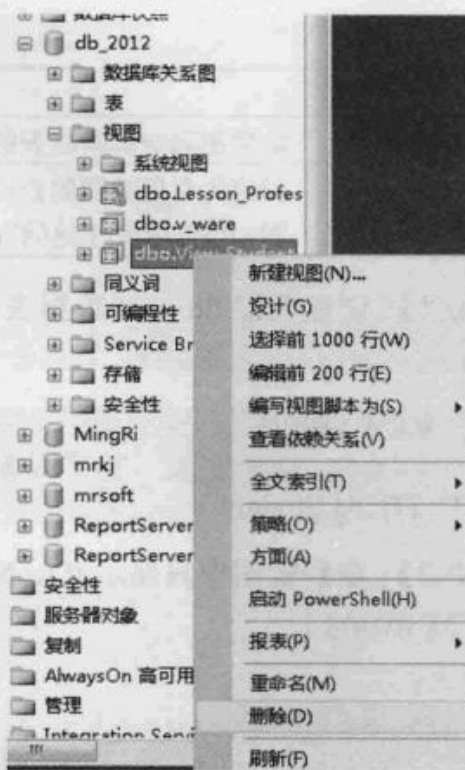 db_2012
数据库关系图
表
视图
系统视图
dbo.Lesson_Profes
dbo.v_ware
dbo.View_Student
同义词
可编程性
Service Br
存储
安全性
MingRi
mrkj
mrsoft
ReportServer
ReportServer
安全性
服务器对象
复制
AlwaysOn 高可用
管理
Integration Servi
新建视图(N)...
设计(G)
选择前 1000 行(W)
编辑前 200 行(E)
编写视图脚本为(S)
查看依赖关系(V)
全文索引(T)
策略(O)
方面(A)
启动 PowerShell(H)
报表(P)
重命名(M)
删除(D)
刷新(F)